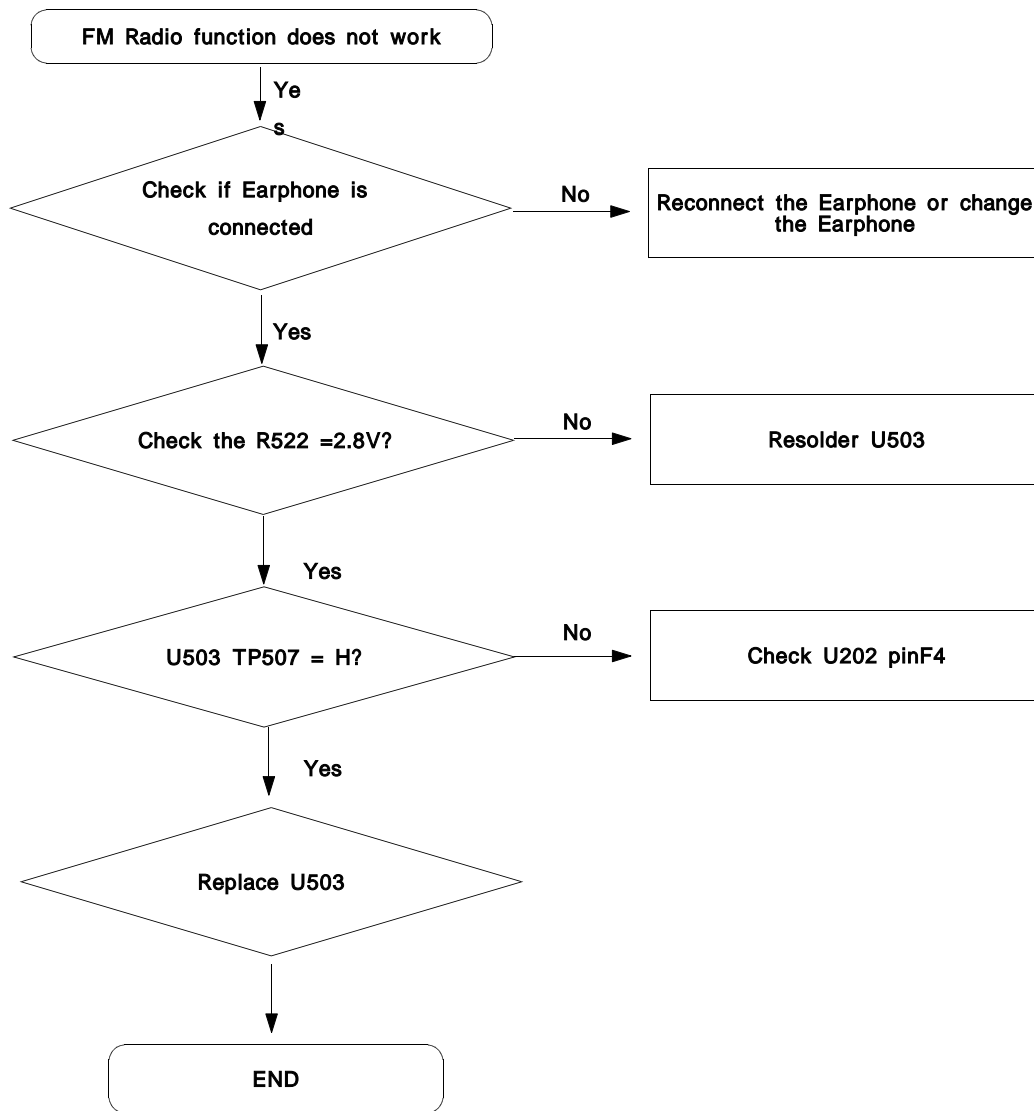 FM Radio function does not work
Ye
s
Check if Earphone is
connected
No
Reconnect the Earphone or change
the Earphone
Yes
Check the R522 =2.8V?
No
Resolder U503
Yes
U503 TP507 = H?
No
Check U202 pinF4
Yes
Replace U503
END